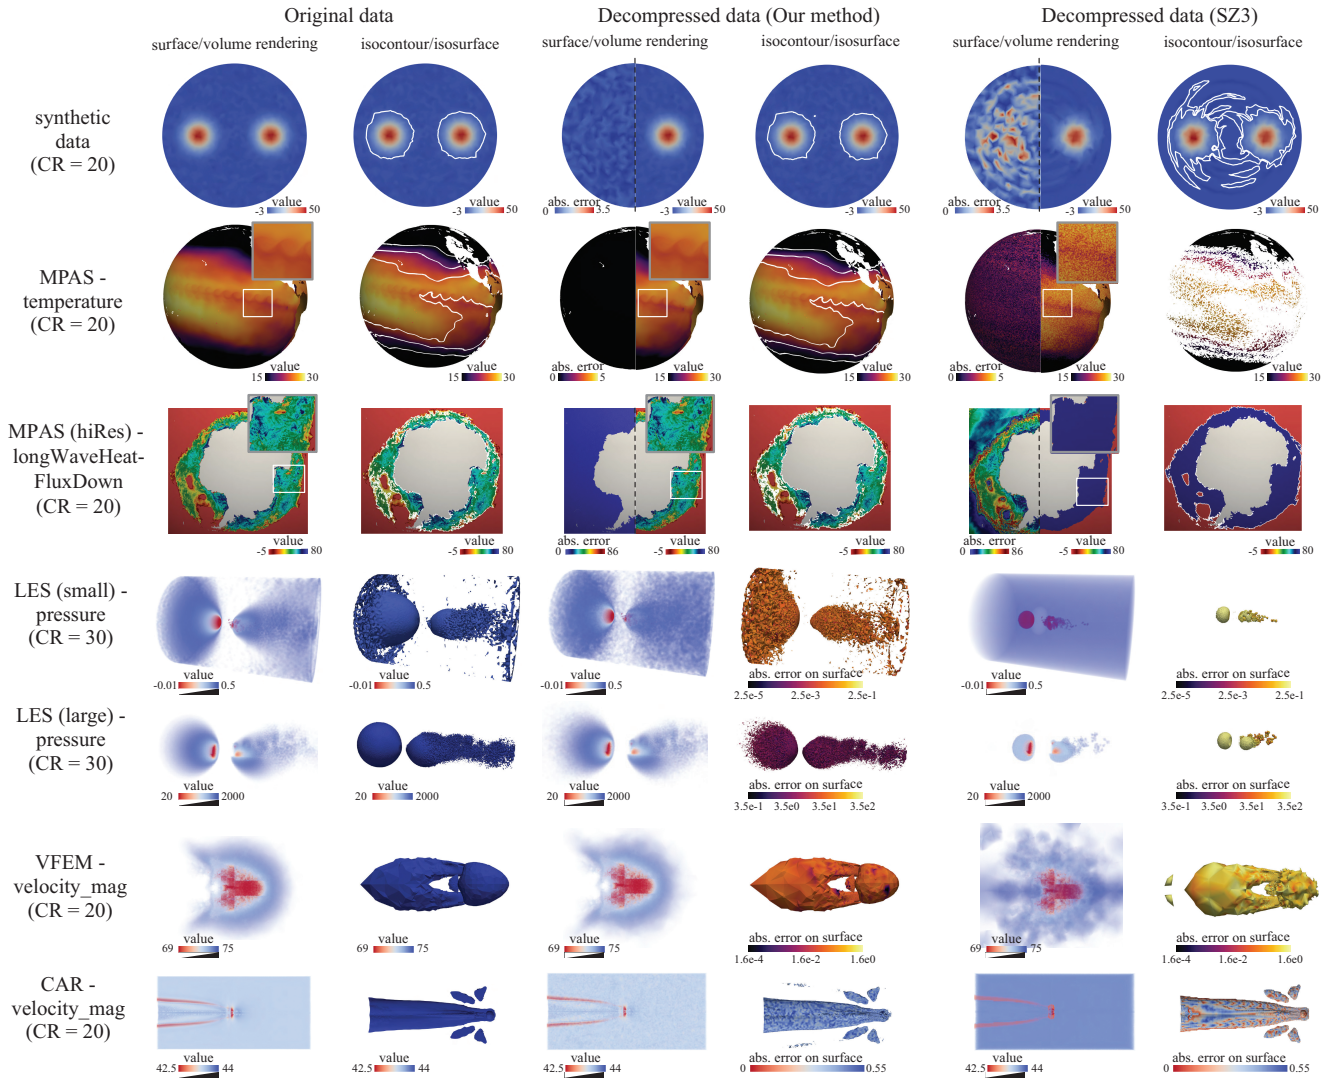 Original data
Decompressed data (Our method)
Decompressed data (SZ3)
surface/volume rendering
isocontour/isosurface
surface/volume rendering
isocontour/isosurface
surface/volume rendering
isocontour/isosurface
synthetic
data
(CR = 20)
value
-3 50
value
-3 50
abs. error
0 3.5
value
-3 50
value
-3 50
abs. error
0 3.5
value
-3 50
value
-3 50
MPAS -
temperature
(CR = 20)
value
15 30
value
15 30
abs. error
0 5
value
15 30
value
15 30
abs. error
0 5
value
15 30
value
15 30
MPAS (hiRes) -
longWaveHeat-
FluxDown
(CR = 20)
value
-5 80
value
-5 80
abs. error
0 86
value
-5 80
value
-5 80
abs. error
0 86
value
-5 80
value
-5 80
LES (small) -
pressure
(CR = 30)
value
-0.01 0.5
value
-0.01 0.5
value
-0.01 0.5
abs. error on surface
2.5e-5 2.5e-3 2.5e-1
value
-0.01 0.5
abs. error on surface
2.5e-5 2.5e-3 2.5e-1
LES (large) -
pressure
(CR = 30)
value
20 2000
value
20 2000
value
20 2000
abs. error on surface
3.5e-1 3.5e0 3.5e1 3.5e2
value
20 2000
abs. error on surface
3.5e-1 3.5e0 3.5e1 3.5e2
VFEM -
velocity_mag
(CR = 20)
value
69 75
value
69 75
value
69 75
abs. error on surface
1.6e-4 1.6e-2 1.6e0
value
69 75
abs. error on surface
1.6e-4 1.6e-2 1.6e0
CAR -
velocity_mag
(CR = 20)
value
42.5 44
value
42.5 44
value
42.5 44
abs. error on surface
0 0.55
value
42.5 44
abs. error on surface
0 0.55